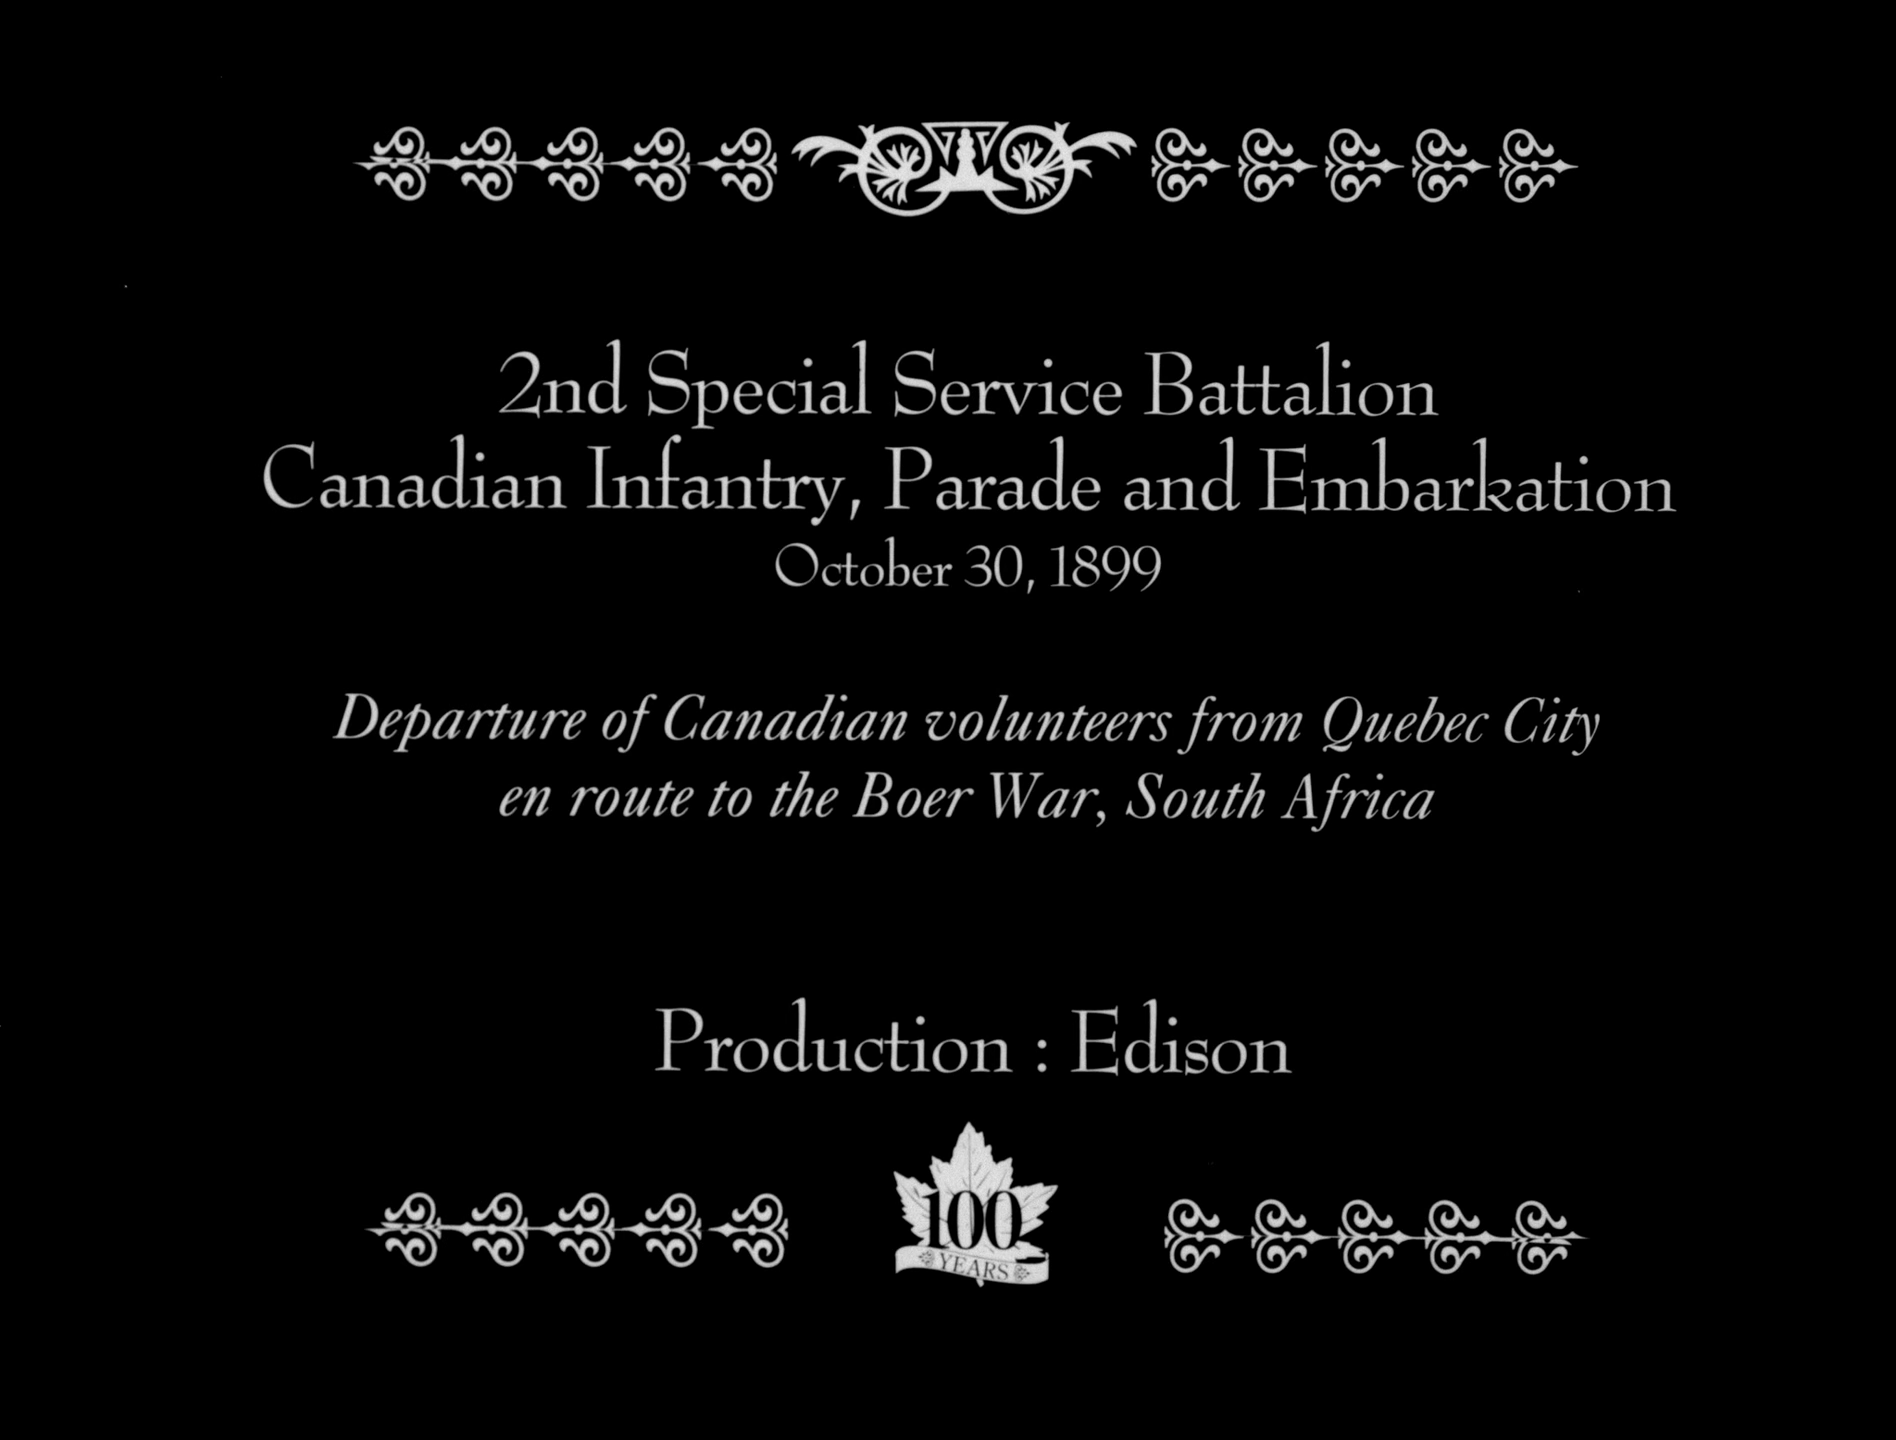 2nd Special Service Battalion
Canadian Infantry, Parade and Embarkation
October 30, 1899
Departure of Canadian volunteers from Quebec City
en route to the Boer War, South Africa
Production : Edison
100
YEARS